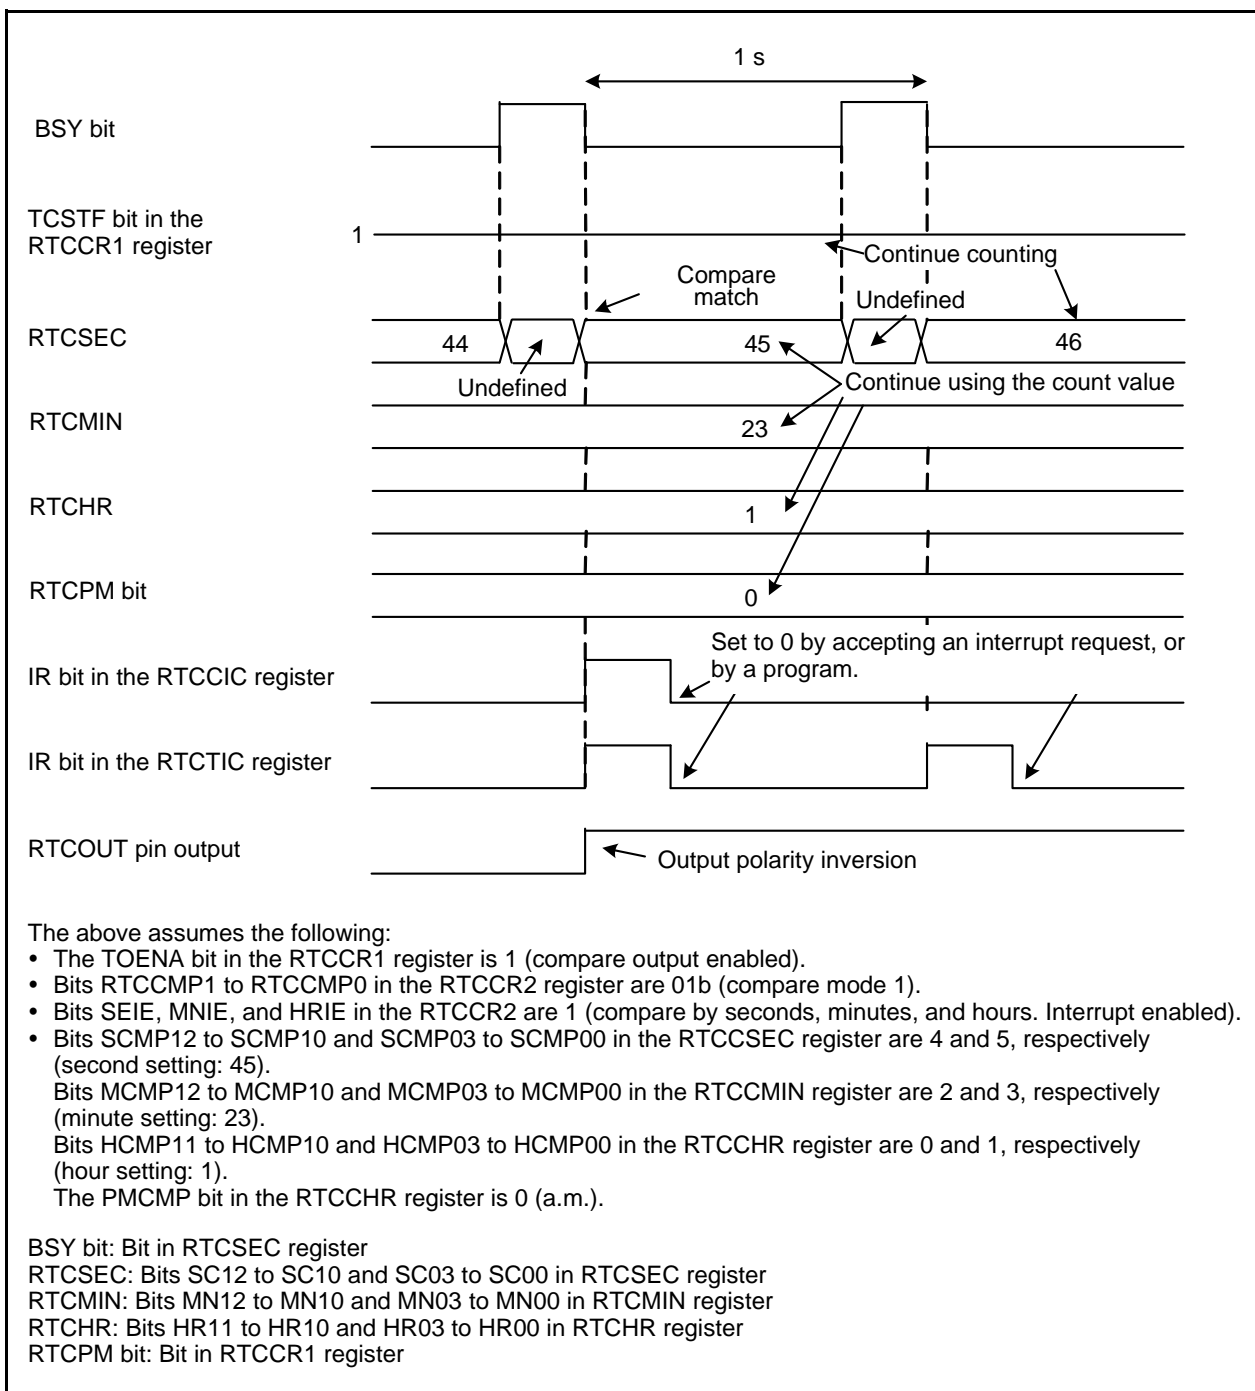 1 s
BSY bit
TCSTF bit in the
RTCCR1 register
1
Continue counting
Compare
match
Undefined
RTCSEC
44
45
46
Undefined
Continue using the count value
RTCMIN
23
RTCHR
1
RTCPM bit
0
Set to 0 by accepting an interrupt request, or
by a program.
IR bit in the RTCCIC register
IR bit in the RTCTIC register
RTCOUT pin output
Output polarity inversion
The above assumes the following:
• The TOENA bit in the RTCCR1 register is 1 (compare output enabled).
• Bits RTCCMP1 to RTCCMP0 in the RTCCR2 register are 01b (compare mode 1).
• Bits SEIE, MNIE, and HRIE in the RTCCR2 are 1 (compare by seconds, minutes, and hours. Interrupt enabled).
• Bits SCMP12 to SCMP10 and SCMP03 to SCMP00 in the RTCCSEC register are 4 and 5, respectively
(second setting: 45).
Bits MCMP12 to MCMP10 and MCMP03 to MCMP00 in the RTCCMIN register are 2 and 3, respectively
(minute setting: 23).
Bits HCMP11 to HCMP10 and HCMP03 to HCMP00 in the RTCCHR register are 0 and 1, respectively
(hour setting: 1).
The PMCMP bit in the RTCCHR register is 0 (a.m.).
BSY bit: Bit in RTCSEC register
RTCSEC: Bits SC12 to SC10 and SC03 to SC00 in RTCSEC register
RTCMIN: Bits MN12 to MN10 and MN03 to MN00 in RTCMIN register
RTCHR: Bits HR11 to HR10 and HR03 to HR00 in RTCHR register
RTCPM bit: Bit in RTCCR1 register